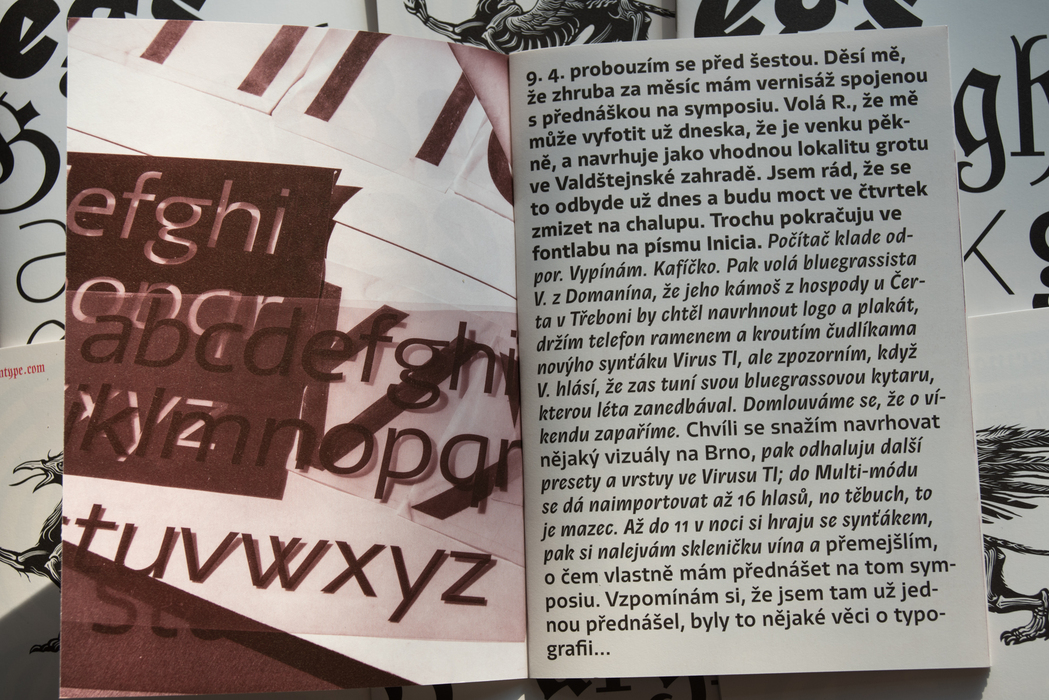 efghi
opqr
abcdefghi
xyz
jklmnopqr
stuvwxyz
9. 4. probouzím se před šestou. Děsí mě,
že zhruba za měsíc mám vernisáž spojenou
s přednáškou na symposiu. Volá R., že mě
může vyfotit už dneska, že je venku pěk-
ně, a navrhuje jako vhodnou lokalitu grotu
ve Valdštejnské zahradě. Jsem rád, že se
to odbyde už dnes a budu moct ve čtvrtek
zmizet na chalupu. Trochu pokračuju ve
fontlabu na písmu Inicia. Počítač klade od-
por. Vypínám. Kafíčko. Pak volá bluegrassista
V. z Domanína, že jeho kámoš z hospody u Čer-
ta v Třeboni by chtěl navrhnout logo a plakát,
držím telefon ramenem a kroutím čudlíkama
novýho synťáku Virus TI, ale zpozorním, když
V. hlásí, že zas tuní svou bluegrassovou kytaru,
kterou léta zanedbával. Domlouváme se, že o ví-
kendu zapaříme. Chvíli se snažím navrhovat
nějaký vizuály na Brno, pak odhaluju další
presety a vrstvy ve Virusu TI; do Multi-módu
se dá naimportovat až 16 hlasů, no těbuch, to
je mazec. Až do 11 v noci si hraju se synťákem,
pak si nalejvám skleničku vína a přemejšlím,
o čem vlastně mám přednášet na tom sym-
posiu. Vzpomínám si, že jsem tam už jed-
nou přednášel, byly to nějaké věci o typo-
grafii...